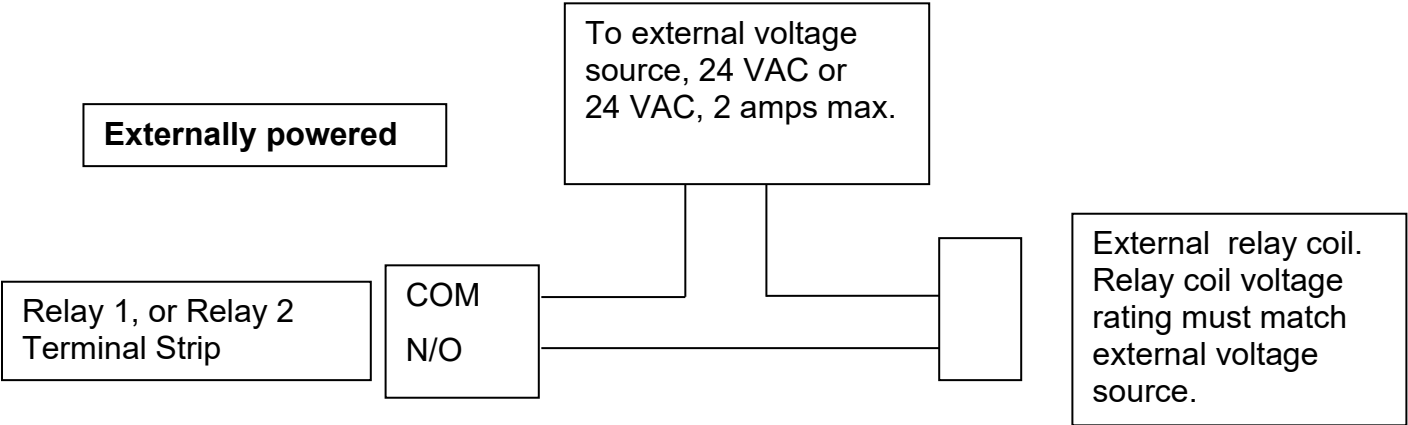 To external voltage
source, 24 VAC or
24 VAC, 2 amps max.
Externally powered
Relay 1, or Relay 2
Terminal Strip
COM
N/O
External relay coil.
Relay coil voltage
rating must match
external voltage
source.